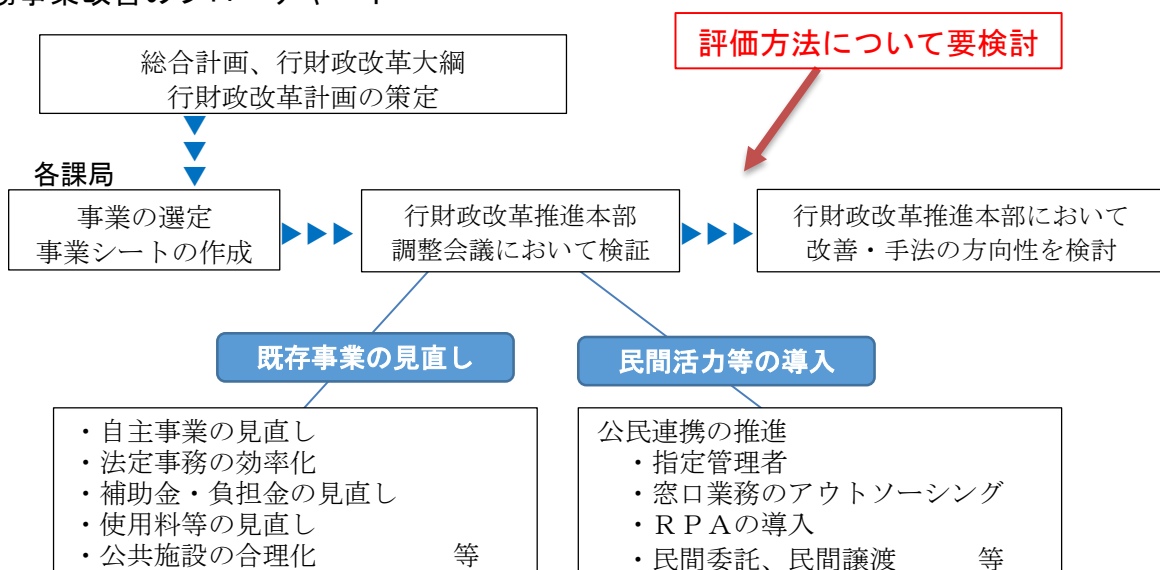 評価方法について要検討
総合計画、行財政改革大綱
行財政改革計画の策定
各課局
事業の選定
事業シートの作成
行財政改革推進本部
調整会議において検証
行財政改革推進本部において
改善・手法の方向性を検討
既存事業の見直し
民間活力等の導入
・自主事業の見直し
・法定事務の効率化
・補助金・負担金の見直し
・使用料等の見直し
・公共施設の合理化 等
公民連携の推進
・指定管理者
・窓口業務のアウトソーシング
・ＲＰＡの導入
・民間委託、民間譲渡 等